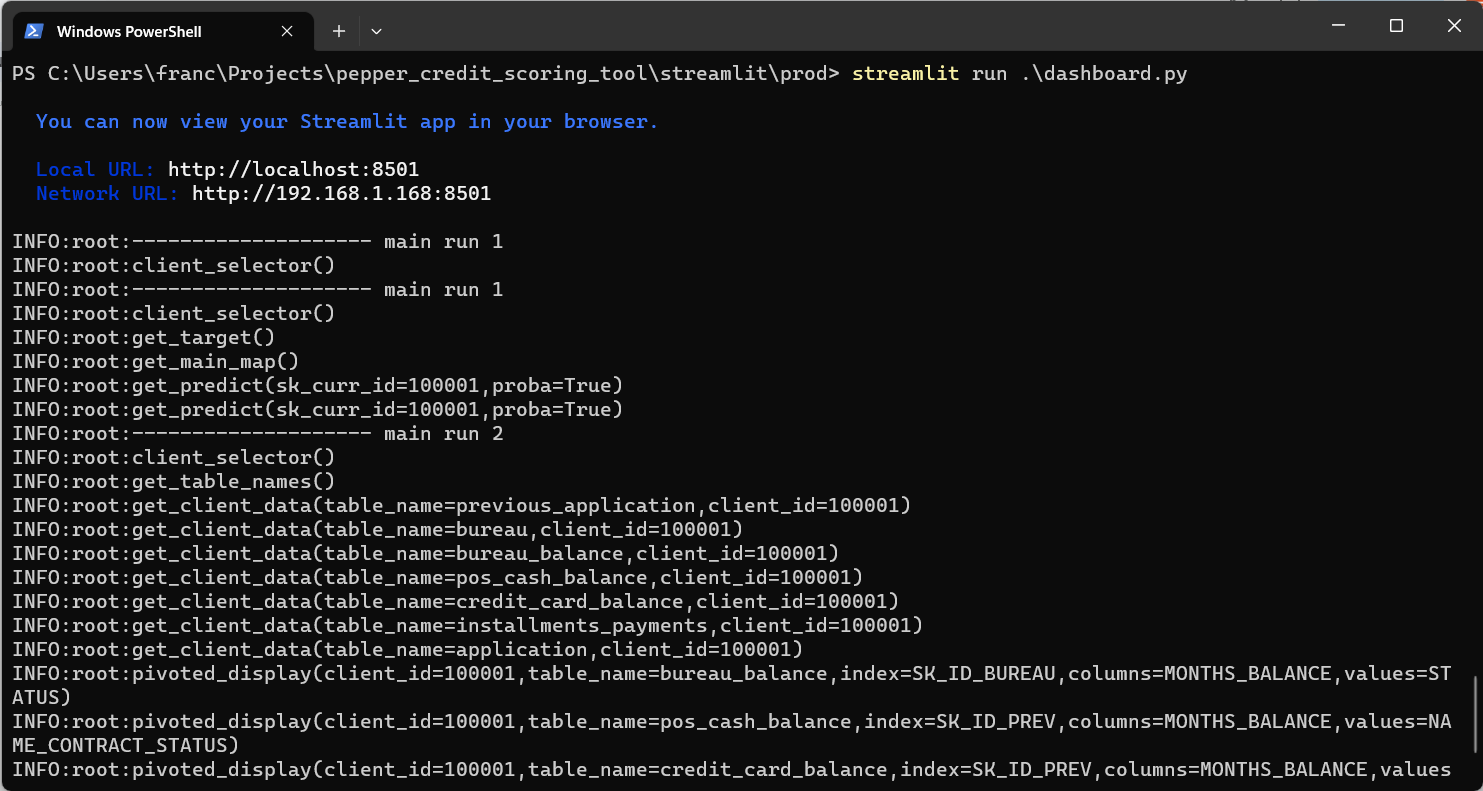 Windows PowerShell
PS C:\Users\franc\Projects\pepper_credit_scoring_tool\streamlit\prod> streamlit run .\dashboard.py
You can now view your Streamlit app in your browser.
Local URL: http://localhost:8501
Network URL: http://192.168.1.168:8501
INFO:root:-------------------- main run 1
INFO:root:client_selector()
INFO:root:-------------------- main run 1
INFO:root:client_selector()
INFO:root:get_target()
INFO:root:get_main_map()
INFO:root:get_predict(sk_curr_id=100001,proba=True)
INFO:root:get_predict(sk_curr_id=100001,proba=True)
INFO:root:-------------------- main run 2
INFO:root:client_selector()
INFO:root:get_table_names()
INFO:root:get_client_data(table_name=previous_application,client_id=100001)
INFO:root:get_client_data(table_name=bureau,client_id=100001)
INFO:root:get_client_data(table_name=bureau_balance,client_id=100001)
INFO:root:get_client_data(table_name=pos_cash_balance,client_id=100001)
INFO:root:get_client_data(table_name=credit_card_balance,client_id=100001)
INFO:root:get_client_data(table_name=installments_payments,client_id=100001)
INFO:root:get_client_data(table_name=application,client_id=100001)
INFO:root:pivoted_display(client_id=100001,table_name=bureau_balance,index=SK_ID_BUREAU,columns=MONTHS_BALANCE,values=ST
ATUS)
INFO:root:pivoted_display(client_id=100001,table_name=pos_cash_balance,index=SK_ID_PREV,columns=MONTHS_BALANCE,values=NA
ME_CONTRACT_STATUS)
INFO:root:pivoted_display(client_id=100001,table_name=credit_card_balance,index=SK_ID_PREV,columns=MONTHS_BALANCE,values